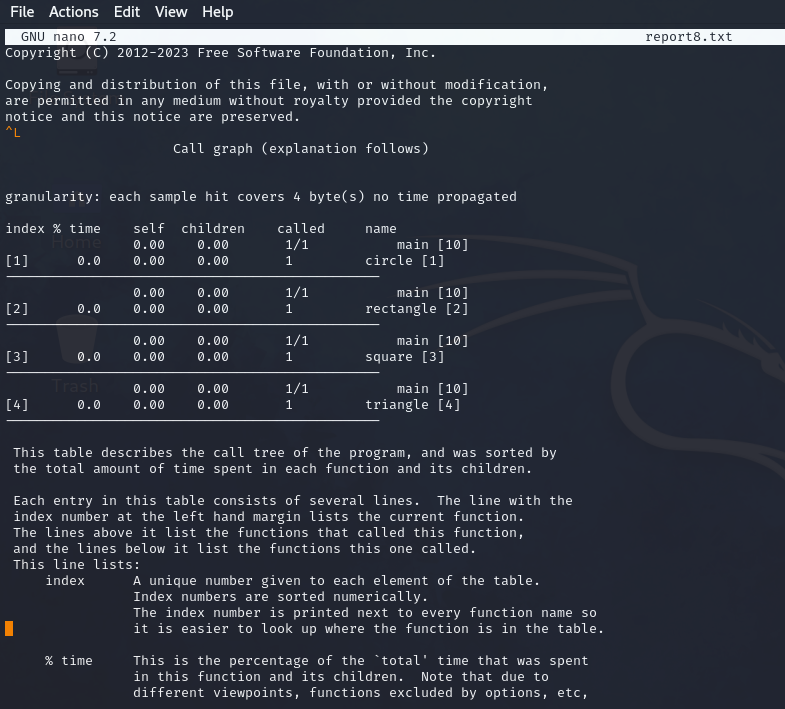 File Actions Edit View Help
GNU nano 7.2 report8.txt
Copyright (C) 2012-2023 Free Software Foundation, Inc.
Copying and distribution of this file, with or without modification,
are permitted in any medium without royalty provided the copyright
notice and this notice are preserved.
^L
Call graph (explanation follows)
granularity: each sample hit covers 4 byte(s) no time propagated
index % time self children called name
0.00 0.00 1/1 main [10]
[1] 0.0 0.00 0.00 1 circle [1]
0.00 0.00 1/1 main [10]
[2] 0.0 0.00 0.00 1 rectangle [2]
0.00 0.00 1/1 main [10]
[3] 0.0 0.00 0.00 1 square [3]
0.00 0.00 1/1 main [10]
[4] 0.0 0.00 0.00 1 triangle [4]
This table describes the call tree of the program, and was sorted by
the total amount of time spent in each function and its children.
Each entry in this table consists of several lines. The line with the
index number at the left hand margin lists the current function.
The lines above it list the functions that called this function,
and the lines below it list the functions this one called.
This line lists:
index A unique number given to each element of the table.
Index numbers are sorted numerically.
The index number is printed next to every function name so
it is easier to look up where the function is in the table.
% time This is the percentage of the `total' time that was spent
in this function and its children. Note that due to
different viewpoints, functions excluded by options, etc,
Home
Trash